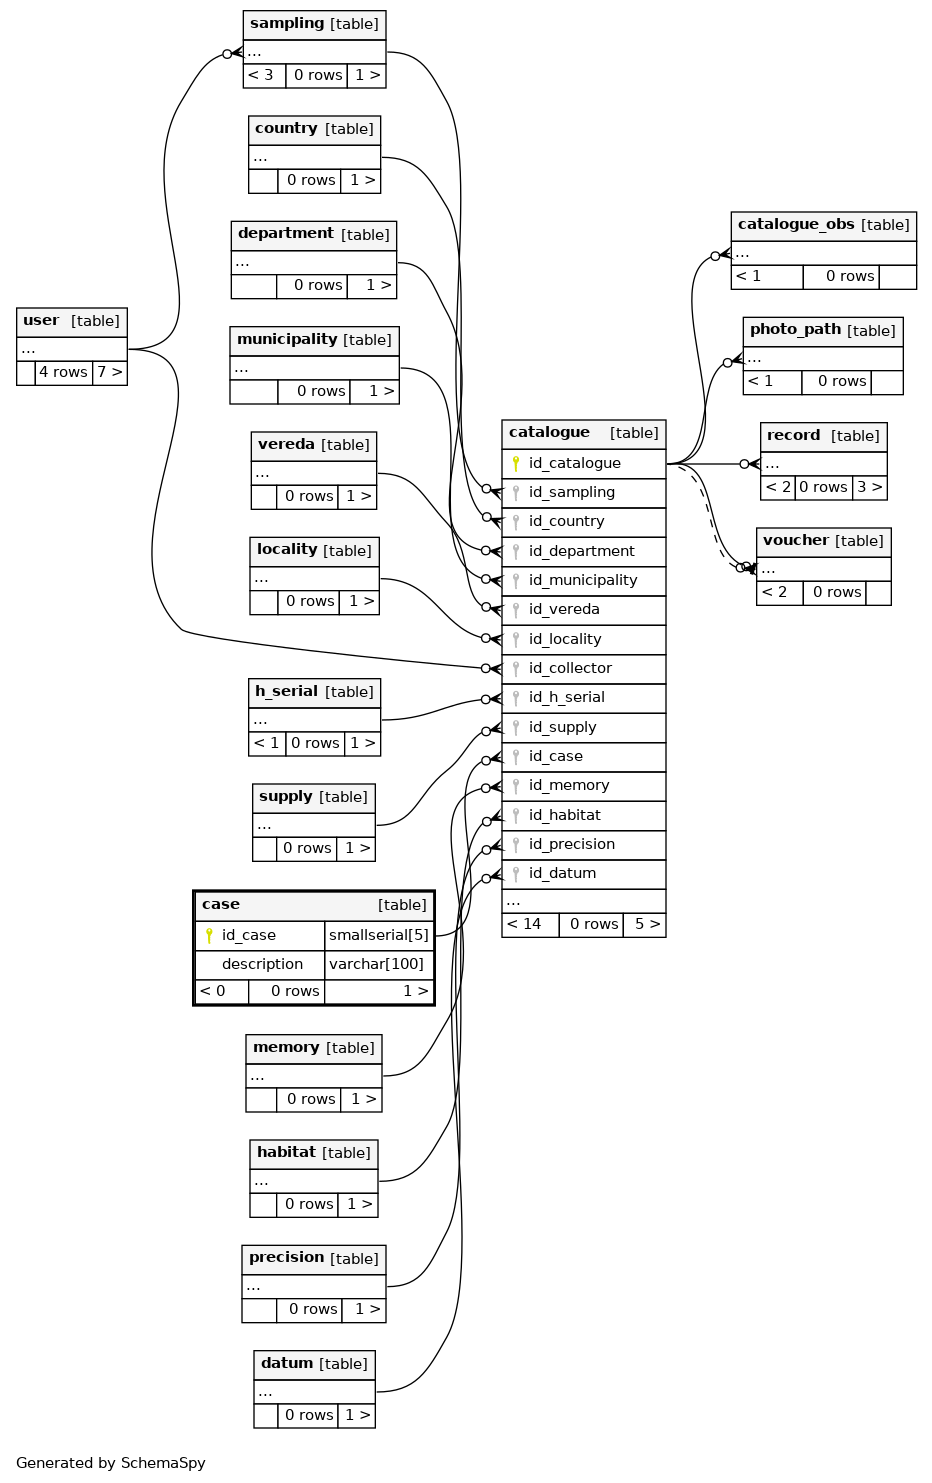 sampling [table]
...
< 3 0 rows 1 >
country [table]
...
0 rows 1 >
department [table]
...
0 rows 1 >
municipality [table]
...
0 rows 1 >
user [table]
...
4 rows 7 >
vereda [table]
...
0 rows 1 >
locality [table]
...
0 rows 1 >
h_serial [table]
...
< 1 0 rows 1 >
supply [table]
...
0 rows 1 >
case [table]
id_case smallserial[5]
description varchar[100]
< 0 0 rows 1 >
memory [table]
...
0 rows 1 >
habitat [table]
...
0 rows 1 >
precision [table]
...
0 rows 1 >
datum [table]
...
0 rows 1 >
catalogue [table]
id_catalogue
id_sampling
id_country
id_department
id_municipality
id_vereda
id_locality
id_collector
id_h_serial
id_supply
id_case
id_memory
id_habitat
id_precision
id_datum
...
< 14 0 rows 5 >
catalogue_obs [table]
...
< 1 0 rows
photo_path [table]
...
< 1 0 rows
record [table]
...
< 2 0 rows 3 >
voucher [table]
...
< 2 0 rows
Generated by SchemaSpy